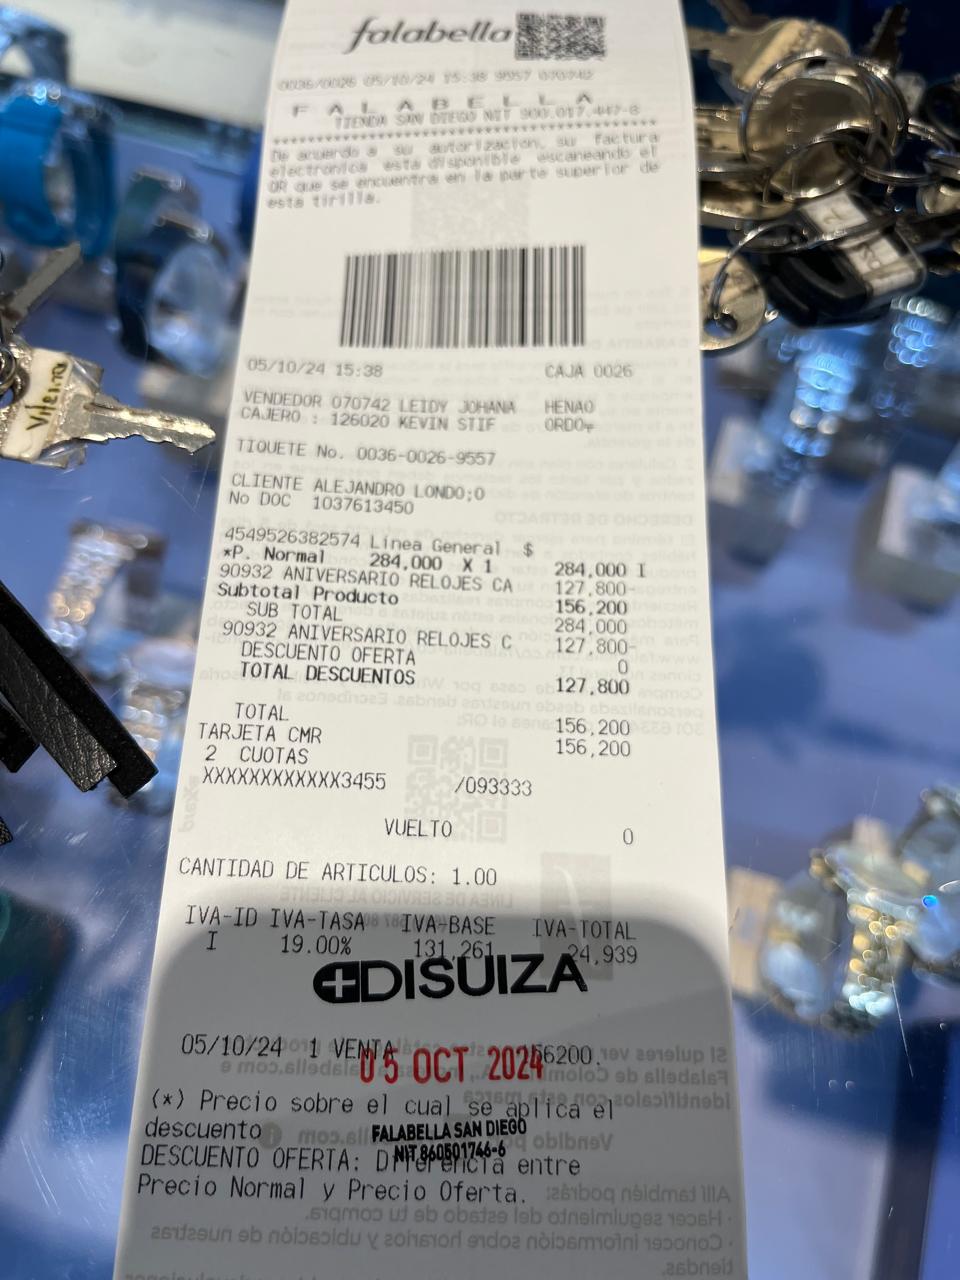 falabella
0036/0026 05/10/24 15:38 9557 070742
F A L A B E L L A
TIENDA SAN DIEGO NIT 900.017.447-8
De acuerdo a su autorizacion, su factura
electronica esta disponible escaneando el
QR que se encuentra en la parte superior de
esta tirilla.
05/10/24 15:38 CAJA 0026
VENDEDOR 070742 LEIDY JOHANA HENAO
CAJERO : 126020 KEVIN STIF ORDO
TIQUETE No. 0036-0026-9557
CLIENTE ALEJANDRO LONDO;O
No DOC 1037613450
4549526382574 Línea General $
*P. Normal 284,000 X 1 284,000 I
90932 ANIVERSARIO RELOJES CA 127,800-
Subtotal Producto 156,200
SUB TOTAL 284,000
90932 ANIVERSARIO RELOJES C 127,800-
DESCUENTO OFERTA 0
TOTAL DESCUENTOS 127,800
TOTAL 156,200
TARJETA CMR 156,200
2 CUOTAS
XXXXXXXXXXXX3455 /093333
VUELTO 0
CANTIDAD DE ARTICULOS: 1.00
IVA-ID IVA-TASA IVA-BASE IVA-TOTAL
I 19.00% 131,261 24,939
DISUIZA
05/10/24 1 VENTA 156200.
05 OCT 2024
(*) Precio sobre el cual se aplica el
descuento
FALABELLA SAN DIEGO
NIT 860501746-6
DESCUENTO OFERTA: Diferencia entre
Precio Normal y Precio Oferta.